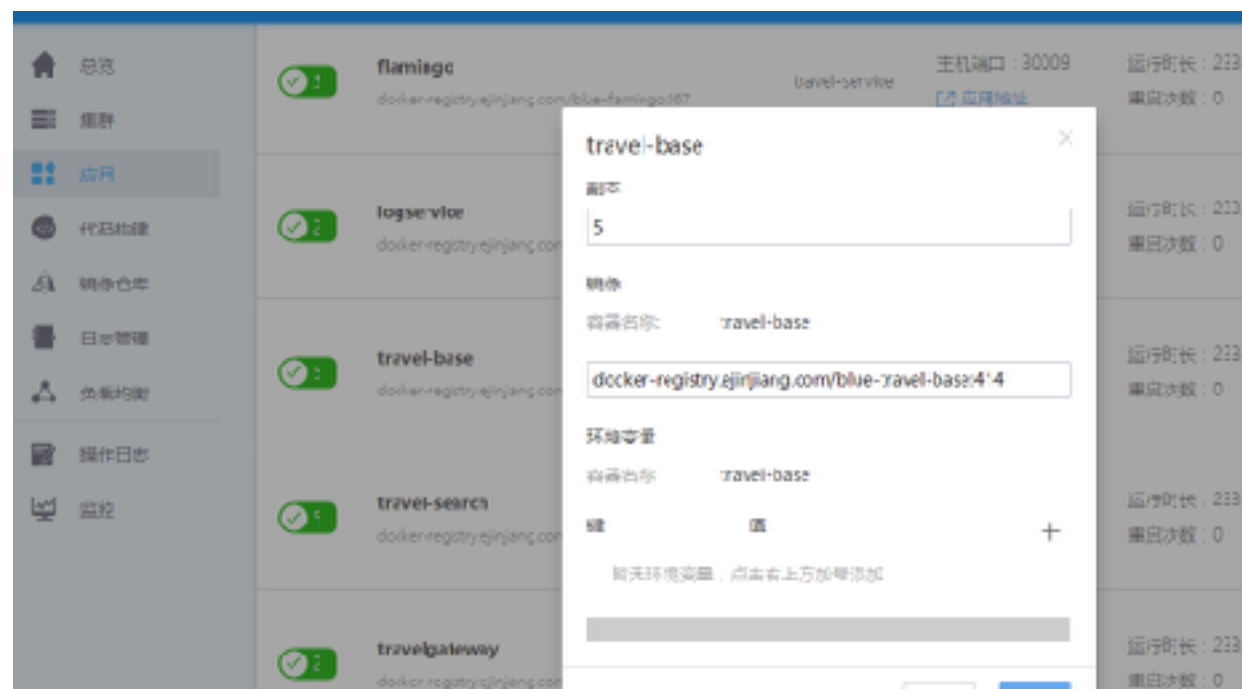 总览
集群
应用
代码构建
镜像仓库
日志管理
负载均衡
操作日志
监控
flamingo
docker-registry.ejinjiang.com/blue-flamingo:167
travel-service
主机端口：30009
应用地址
运行时长：233
重启次数：0
logservice
docker-registry.ejinjiang.com
2
运行时长：233
重启次数：0
travel-base
docker-registry.ejinjiang.com
运行时长：233
重启次数：0
travel-search
docker-registry.ejinjiang.com
5
运行时长：233
重启次数：0
travelgateway
docker-registry.ejinjiang.com
2
运行时长：233
重启次数：0
travel-base
副本
5
镜像
容器名称:
travel-base
docker-registry.ejinjiang.com/blue-travel-base:414
环境变量
容器名称
travel-base
键
值
暂无环境变量，点击右上方加号添加